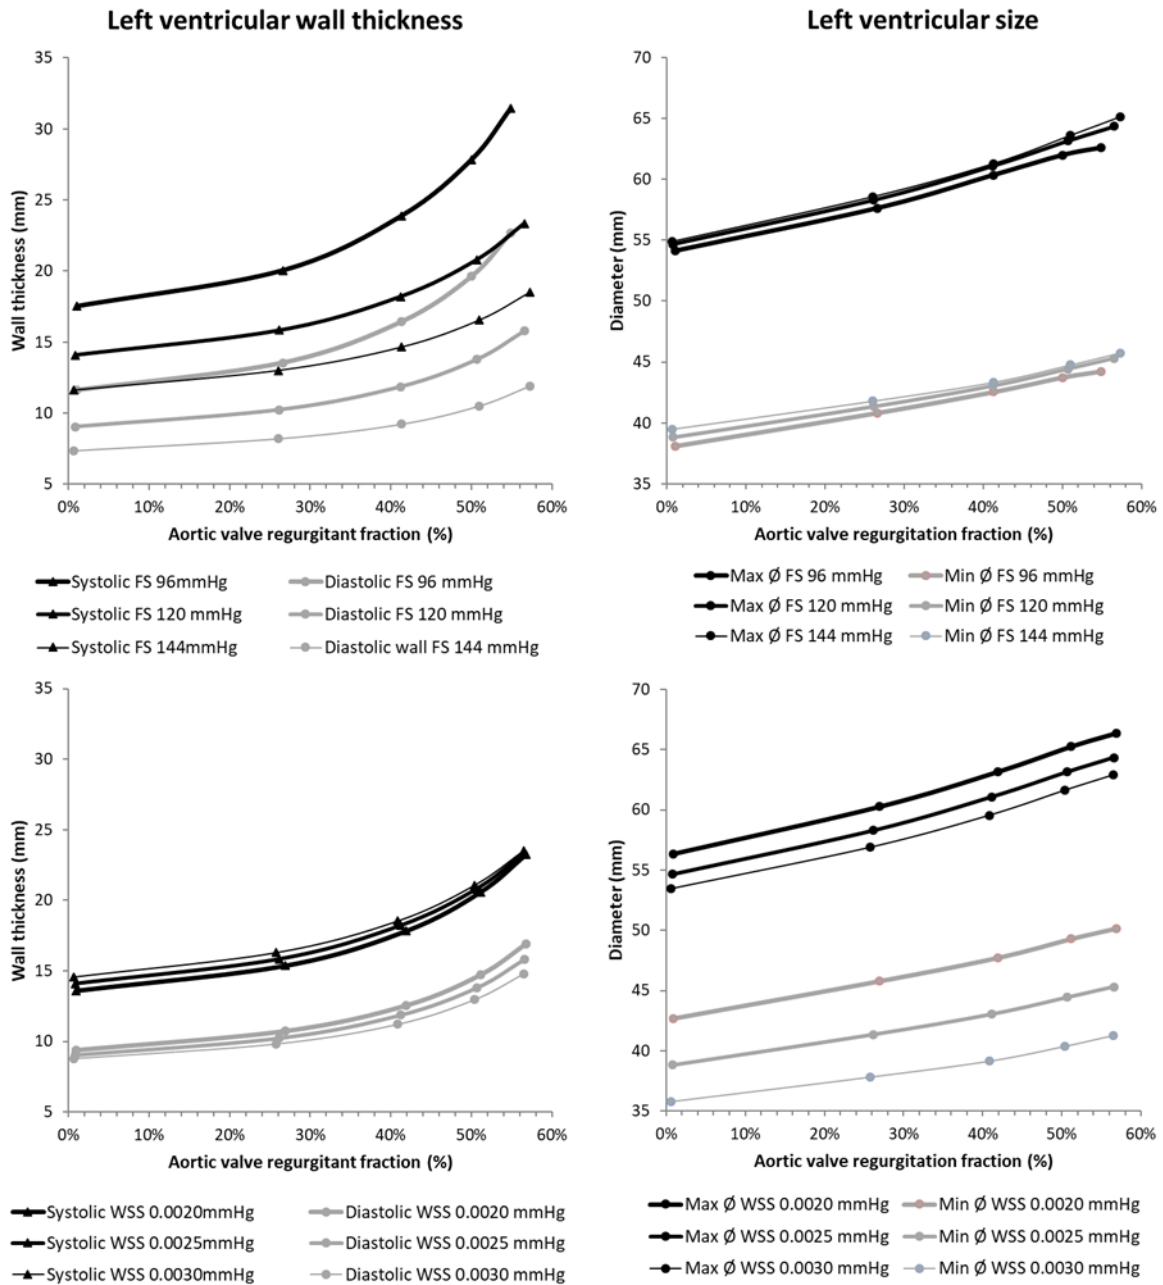 Left ventricular wall thickness
Left ventricular size
35
30
25
20
15
10
5
Wall thickness (mm)
0% 10% 20% 30% 40% 50% 60%
Aortic valve regurgitant fraction (%)
Systolic FS 96mmHg Diastolic FS 96 mmHg
Systolic FS 120 mmHg Diastolic FS 120 mmHg
Systolic FS 144mmHg Diastolic wall FS 144 mmHg
70
65
60
55
50
45
40
35
Diameter (mm)
0% 10% 20% 30% 40% 50% 60%
Aortic valve regurgitation fraction (%)
Max Ø FS 96 mmHg Min Ø FS 96 mmHg
Max Ø FS 120 mmHg Min Ø FS 120 mmHg
Max Ø FS 144 mmHg Min Ø FS 144 mmHg
35
30
25
20
15
10
5
Wall thickness (mm)
0% 10% 20% 30% 40% 50% 60%
Aortic valve regurgitant fraction (%)
Systolic WSS 0.0020mmHg Diastolic WSS 0.0020 mmHg
Systolic WSS 0.0025mmHg Diastolic WSS 0.0025 mmHg
Systolic WSS 0.0030mmHg Diastolic WSS 0.0030 mmHg
70
65
60
55
50
45
40
35
Diameter (mm)
0% 10% 20% 30% 40% 50% 60%
Aortic valve regurgitation fraction (%)
Max Ø WSS 0.0020 mmHg Min Ø WSS 0.0020 mmHg
Max Ø WSS 0.0025 mmHg Min Ø WSS 0.0025 mmHg
Max Ø WSS 0.0030 mmHg Min Ø WSS 0.0030 mmHg